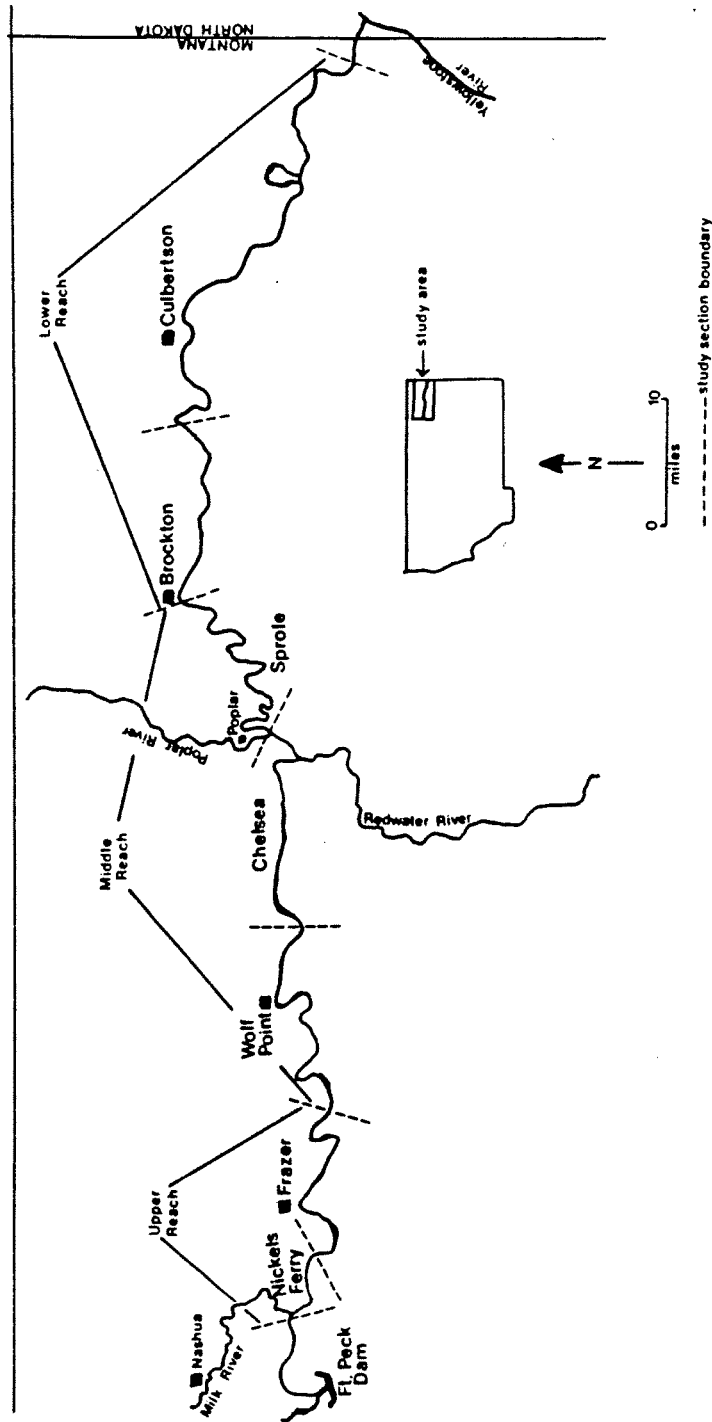 Nashua
Milk River
Ft. Peck
Dam
Nickels
Ferry
Upper
Reach
Frazer
Wolf
Point
Middle
Reach
Chelsea
Redwater River
Poplar River
Poplar
Sprole
Brockton
Lower
Reach
Culbertson
MONTANA
NORTH DAKOTA
Yellowstone
River
study area
N
0 10
miles
study section boundary